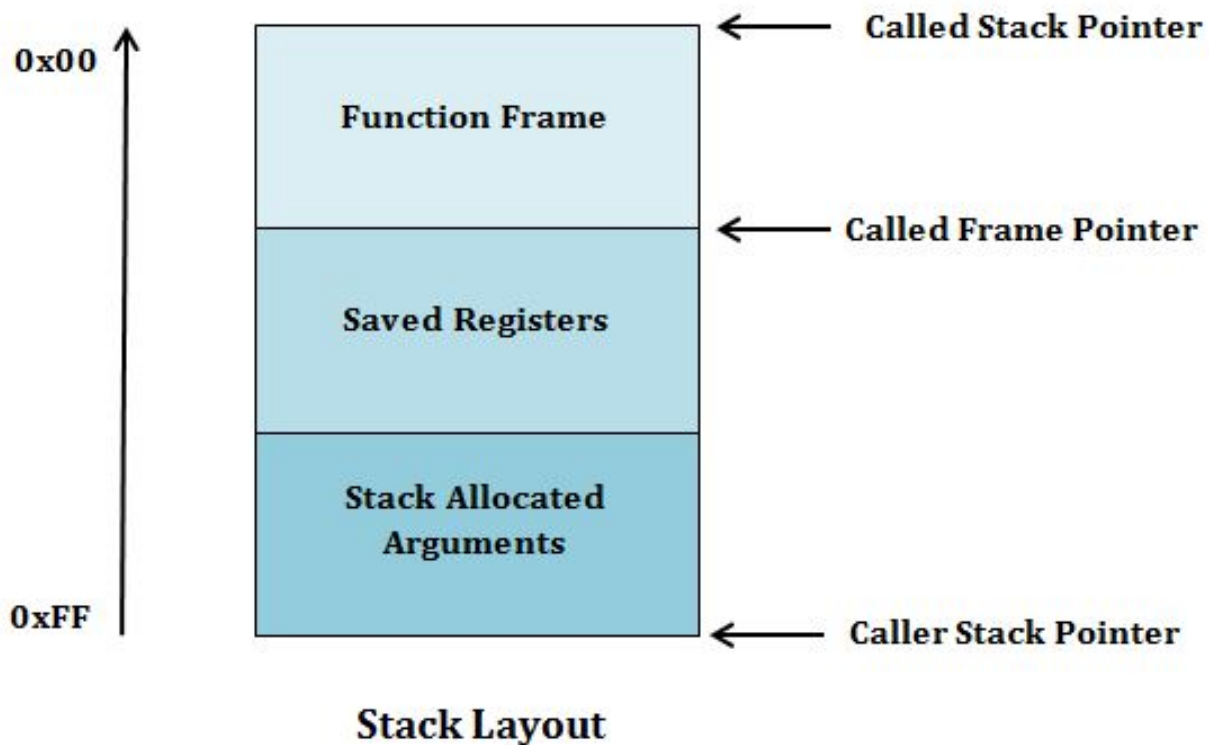 Called Stack Pointer
0x00
Function Frame
Called Frame Pointer
Saved Registers
Stack Allocated
Arguments
0xFF
Caller Stack Pointer
Stack Layout